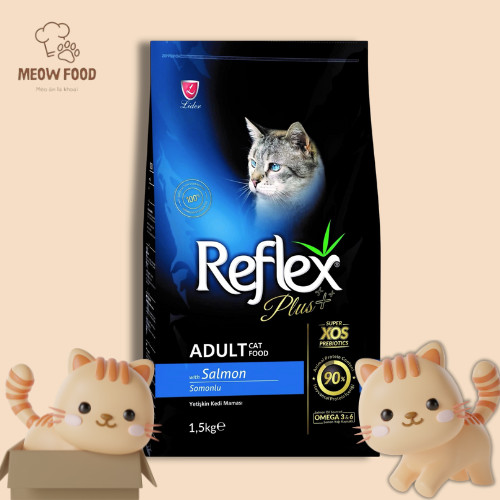 MEOW FOOD
L
Lider
100%
Reflex
Plus++
ADULT CAT FOOD
with Salmon
Somonlu
Yetişkin Kedi Maması
1,5kg℮
SUPER
XOS
PREBIOTICS
90%
OMEGA 3&6